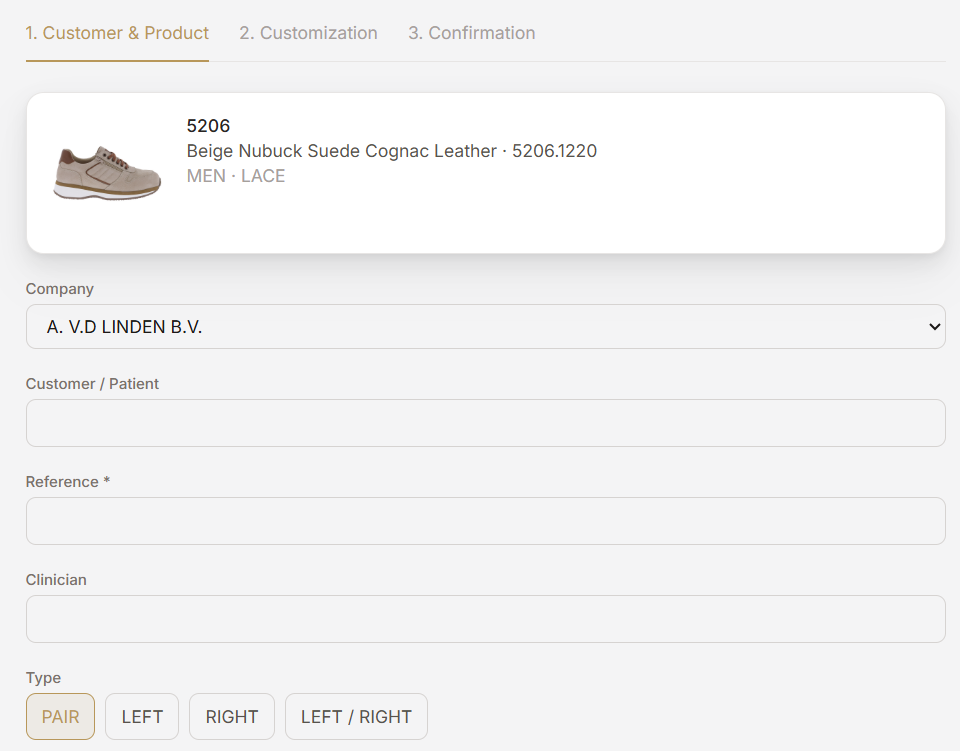 1. Customer & Product 2. Customization 3. Confirmation
5206
Beige Nubuck Suede Cognac Leather · 5206.1220
MEN · LACE
Company
A. V.D LINDEN B.V.
Customer / Patient
Reference *
Clinician
Type
PAIR LEFT RIGHT LEFT / RIGHT